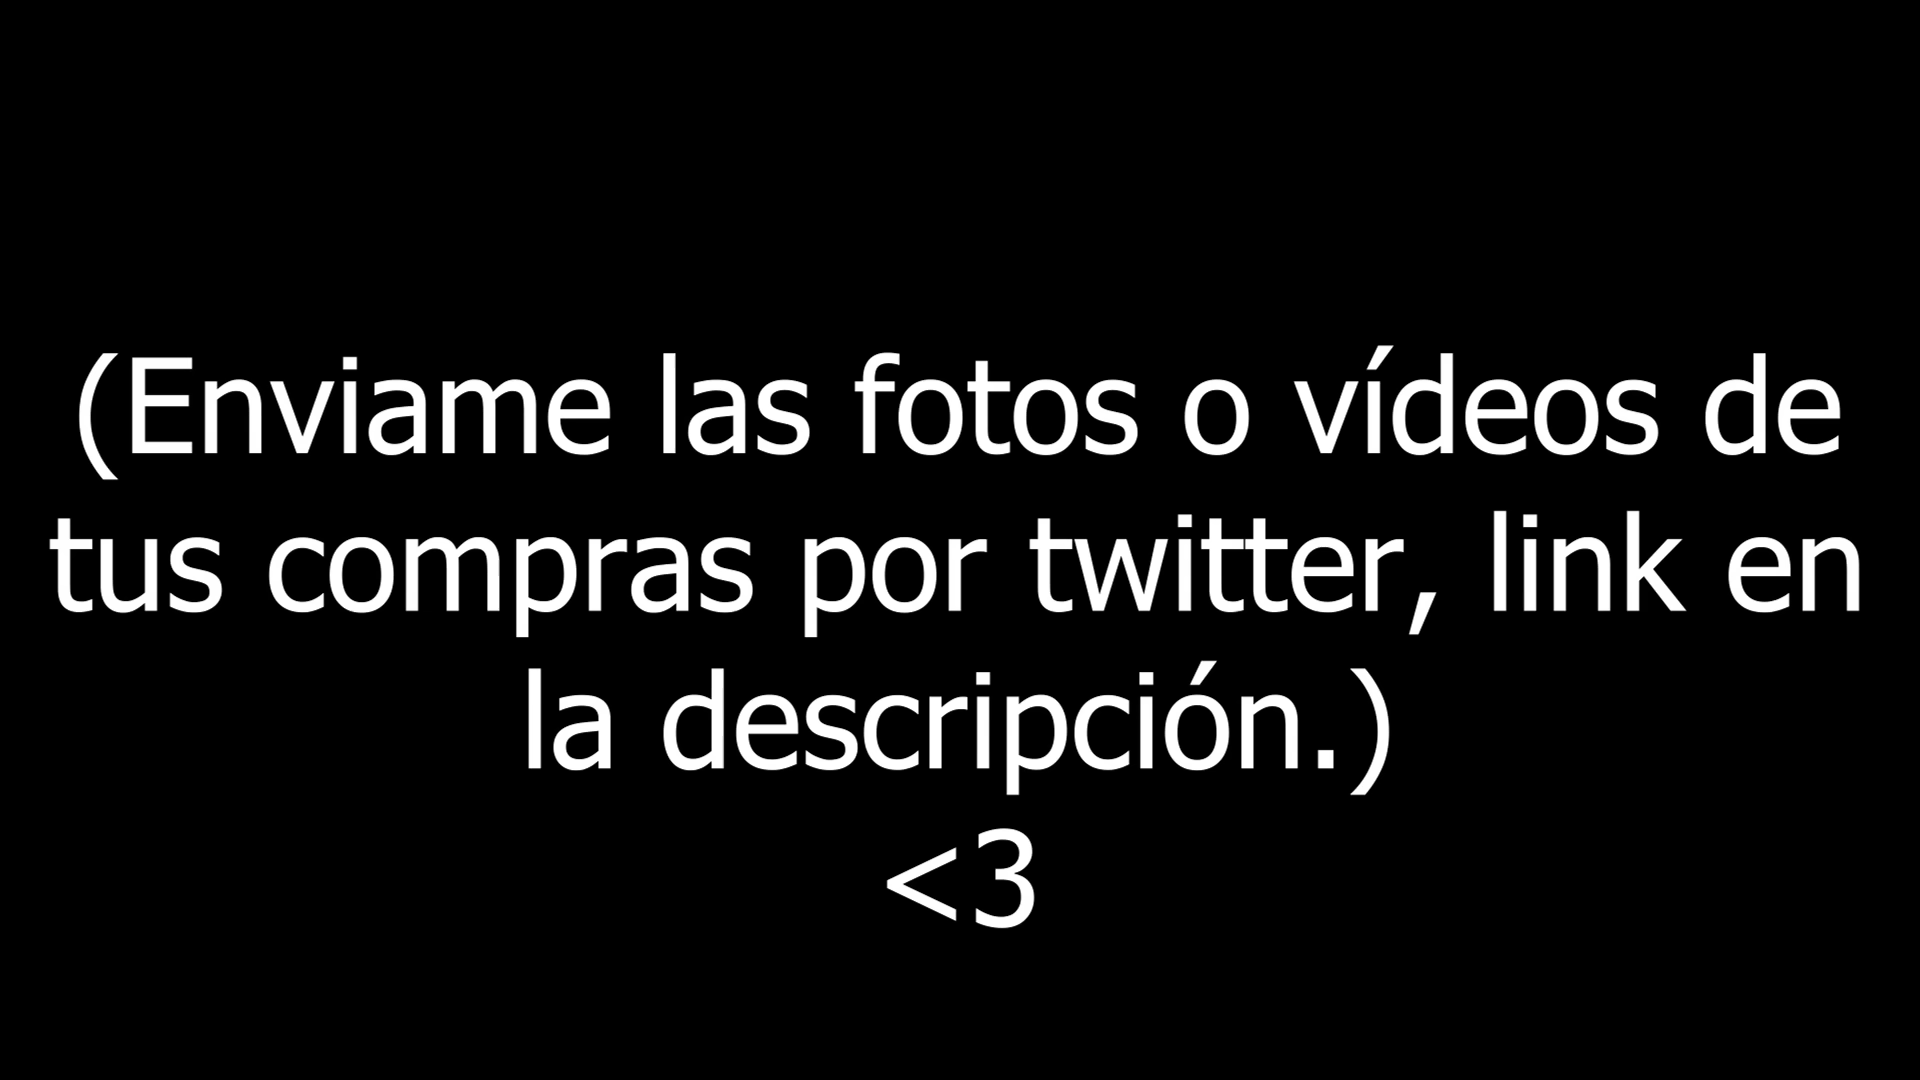 (Enviame las fotos o vídeos de
tus compras por twitter, link en
la descripción.)
<3